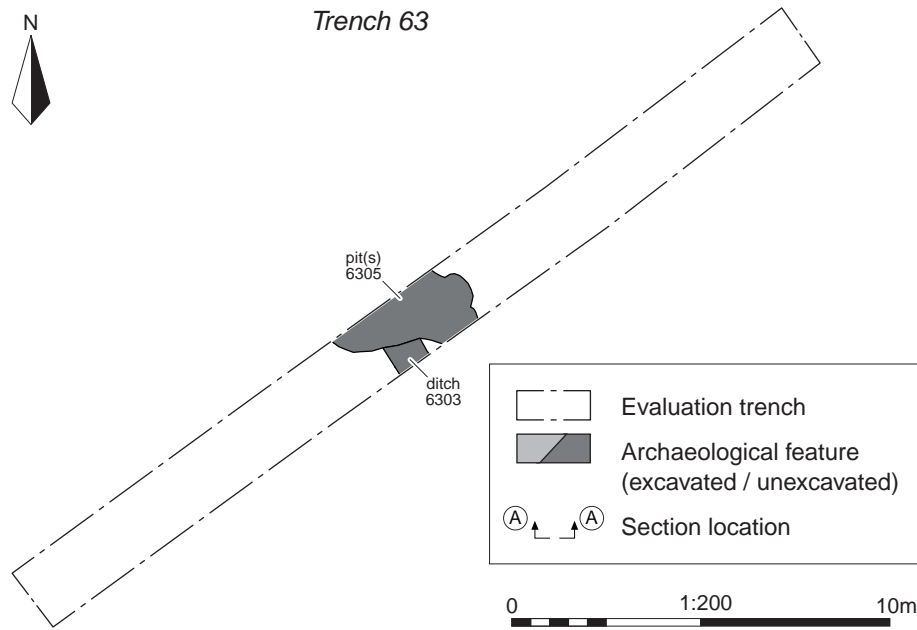 Trench 63
N
pit(s)
6305
ditch
6303
Evaluation trench
Archaeological feature
(excavated / unexcavated)
A A
Section location
0 1:200 10m